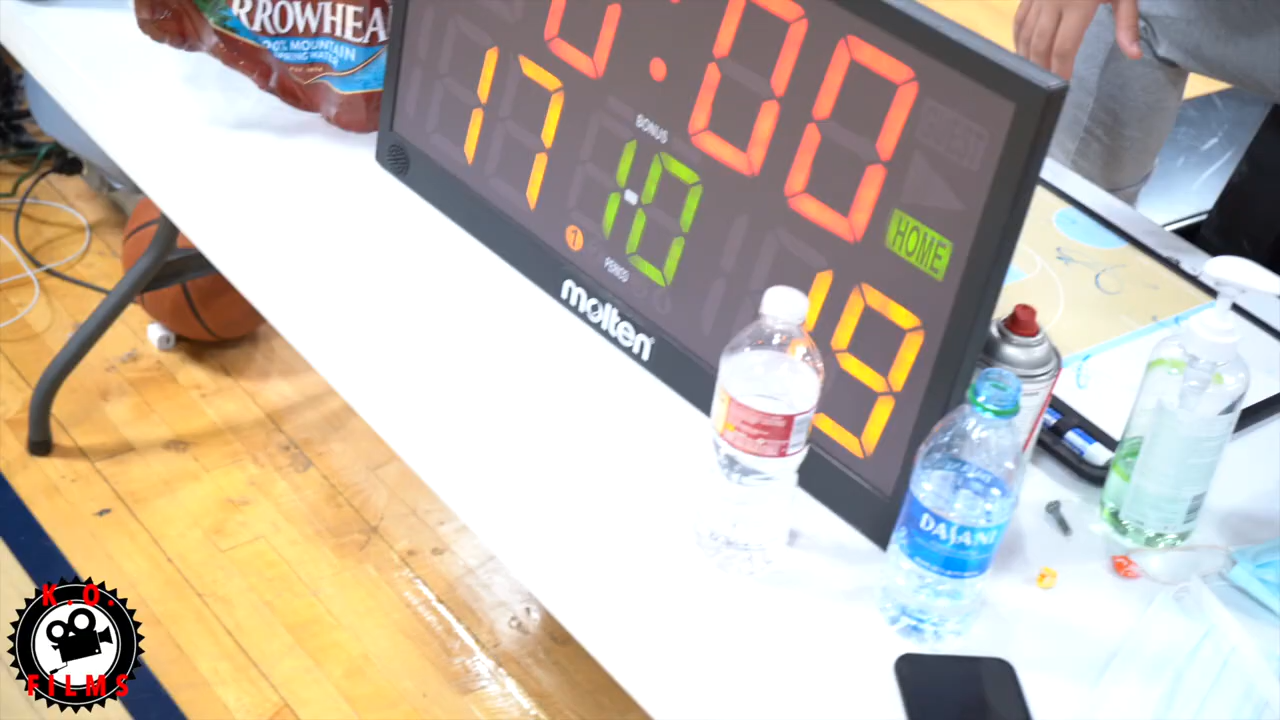 RROWHEA
100% MOUNTAIN
SPRING WATER
0:00
17
BONUS
10
1
PERIOD
HOME
19
molten
DASANI
K.O.
FILMS